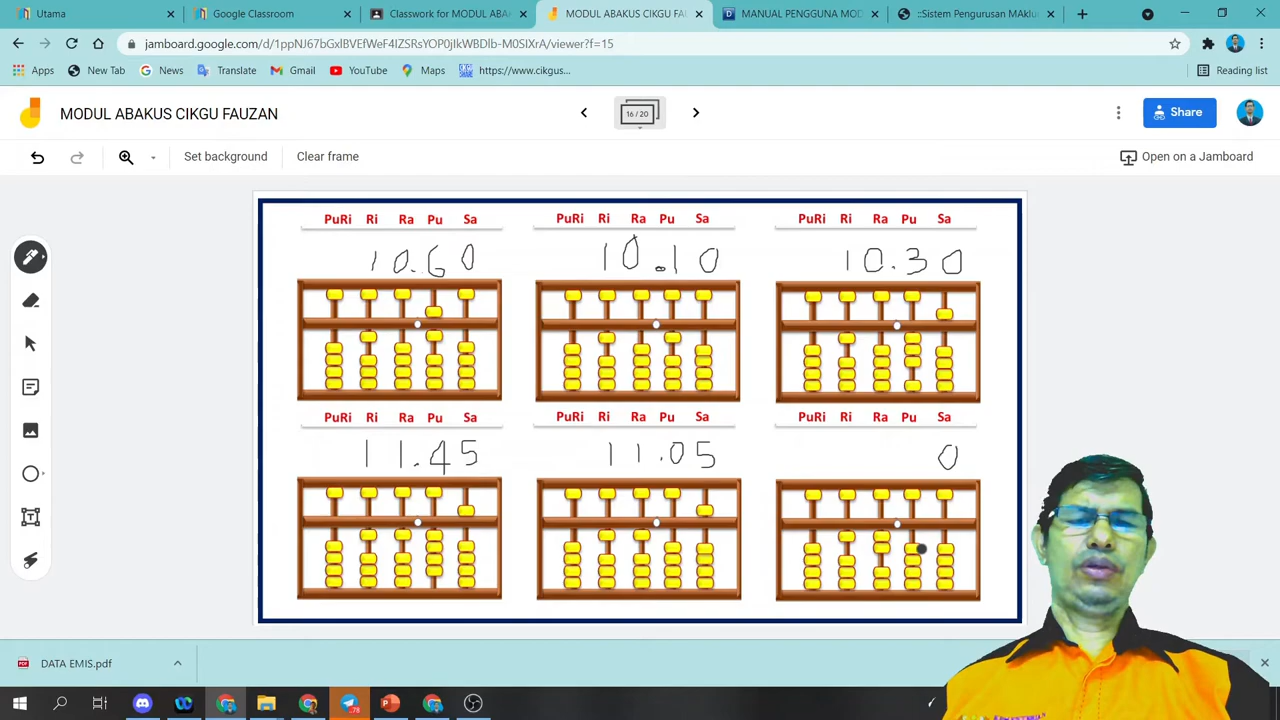 Utama
Google Classroom
Classwork for MODUL ABAK
MODUL ABAKUS CIKGU FAU
MANUAL PENGGUNA MOD
::Sistem Pengurusan MAklu
jamboard.google.com/d/1ppNJ67bGxlBVEfWeF4IZSRsYOP0jIkWBDlb-M0SIXrA/viewer?f=15
Apps New Tab News Translate Gmail YouTube Maps https://www.cikgus... Reading list
MODUL ABAKUS CIKGU FAUZAN
16 / 20
Share
Set background Clear frame
Open on a Jamboard
PuRi Ri Ra Pu Sa
10.60
PuRi Ri Ra Pu Sa
10.10
PuRi Ri Ra Pu Sa
10.30
PuRi Ri Ra Pu Sa
11.45
PuRi Ri Ra Pu Sa
11.05
PuRi Ri Ra Pu Sa
0
DATA EMIS.pdf
78